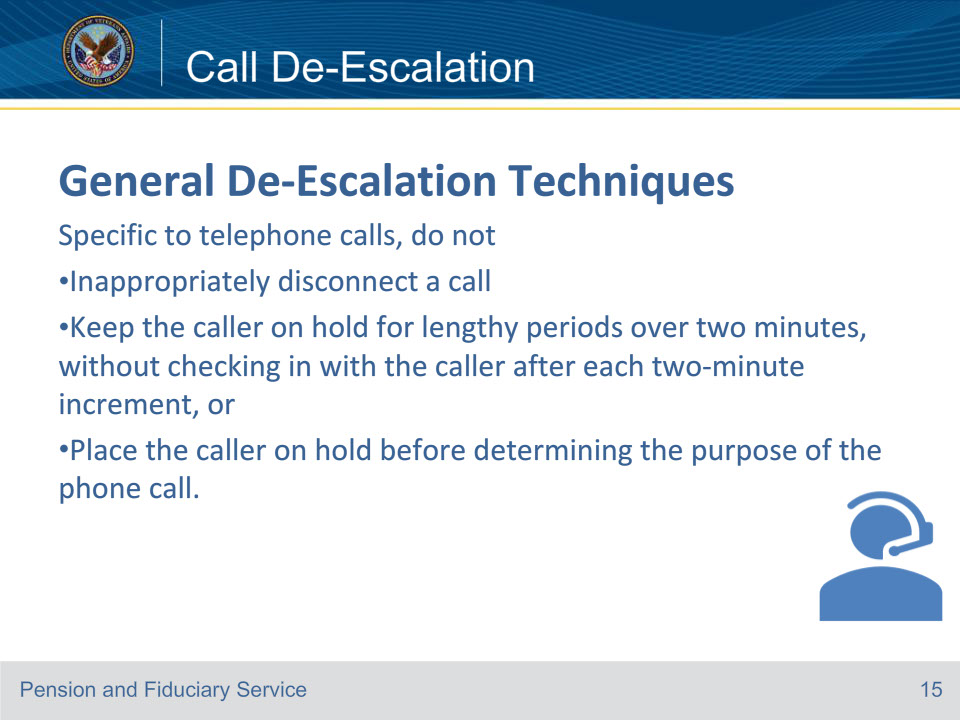 Call De-Escalation
General De-Escalation Techniques
Specific to telephone calls, do not
•Inappropriately disconnect a call
•Keep the caller on hold for lengthy periods over two minutes,
without checking in with the caller after each two-minute
increment, or
•Place the caller on hold before determining the purpose of the
phone call.
Pension and Fiduciary Service
15